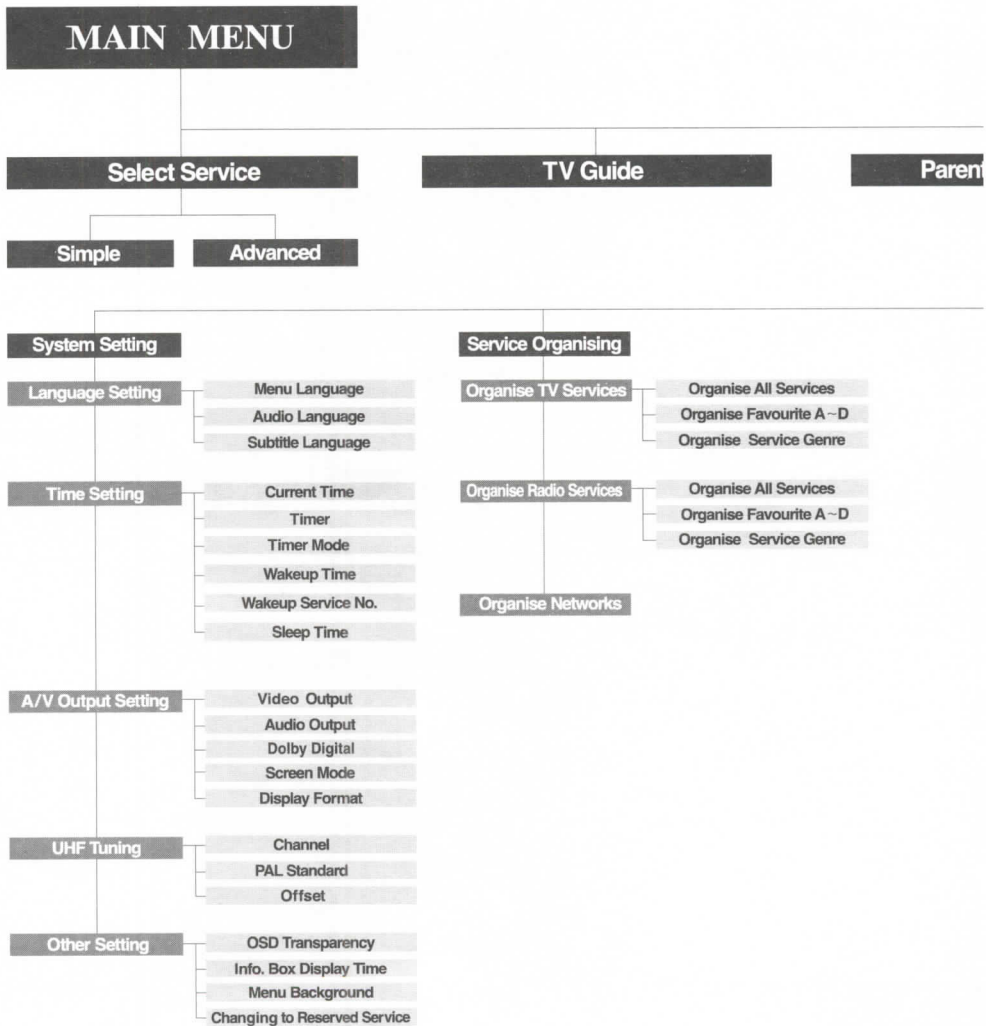 MAIN MENU
Select Service
TV Guide
Paren
Simple
Advanced
System Setting
Language Setting
Menu Language
Audio Language
Subtitle Language
Time Setting
Current Time
Timer
Timer Mode
Wakeup Time
Wakeup Service No.
Sleep Time
A/V Output Setting
Video Output
Audio Output
Dolby Digital
Screen Mode
Display Format
UHF Tuning
Channel
PAL Standard
Offset
Other Setting
OSD Transparency
Info. Box Display Time
Menu Background
Changing to Reserved Service
Service Organising
Organise TV Services
Organise All Services
Organise Favourite A~D
Organise Service Genre
Organise Radio Services
Organise All Services
Organise Favourite A~D
Organise Service Genre
Organise Networks